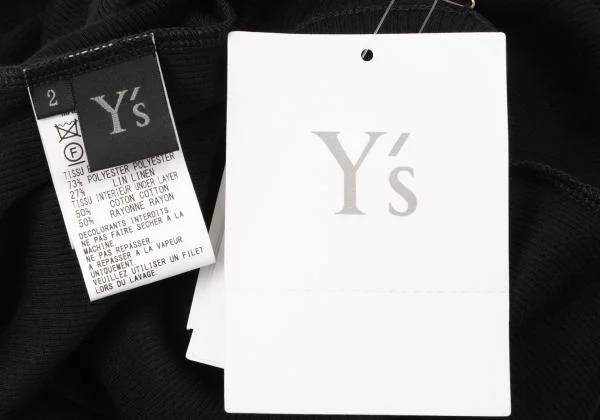 2
Y's
F
TISSU
73% POLYESTER POLYESTER
27% LIN LINEN
TISSU INTERIEUR UNDER LAYER
50% COTON COTTON
50% RAYONNE RAYON
DECOLORANTS INTERDITS.
NE PAS FAIRE SECHER A LA
MACHINE.
NE PAS REPASSER.
A REPASSER A LA VAPEUR
UNIQUEMENT.
VEUILLEZ UTILISER UN FILET
LORS DU LAVAGE.
Y's